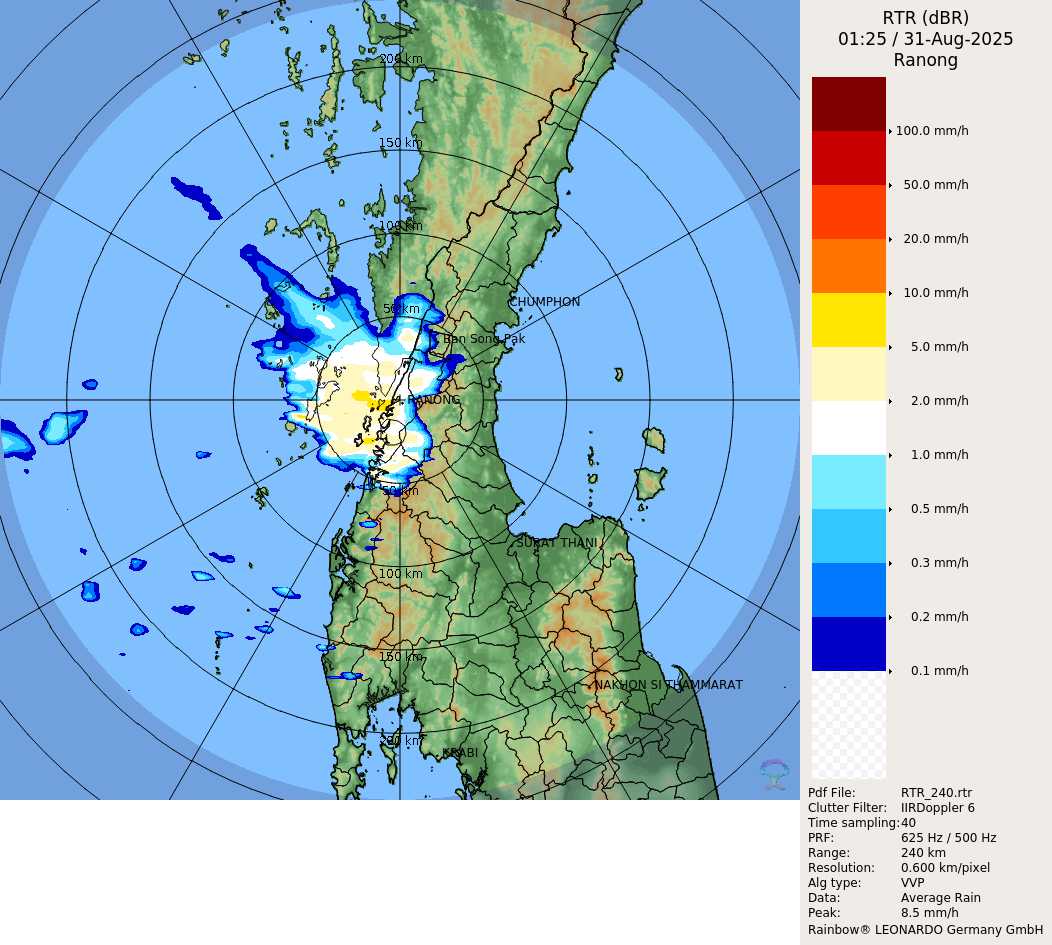 RTR (dBR)
01:25 / 31-Aug-2025
Ranong
100.0 mm/h
50.0 mm/h
20.0 mm/h
10.0 mm/h
5.0 mm/h
2.0 mm/h
1.0 mm/h
0.5 mm/h
0.3 mm/h
0.2 mm/h
0.1 mm/h
Pdf File: RTR_240.rtr
Clutter Filter: IIRDoppler 6
Time sampling:40
PRF: 625 Hz / 500 Hz
Range: 240 km
Resolution: 0.600 km/pixel
Alg type: VVP
Data: Average Rain
Peak: 8.5 mm/h
Rainbow® LEONARDO Germany GmbH
200 km
150 km
100 km
50 km
CHUMPHON
Ban Song Pak
RANONG
50 km
SURAT THANI
100 km
150 km
NAKHON SI THAMMARAT
200 km
KRABI